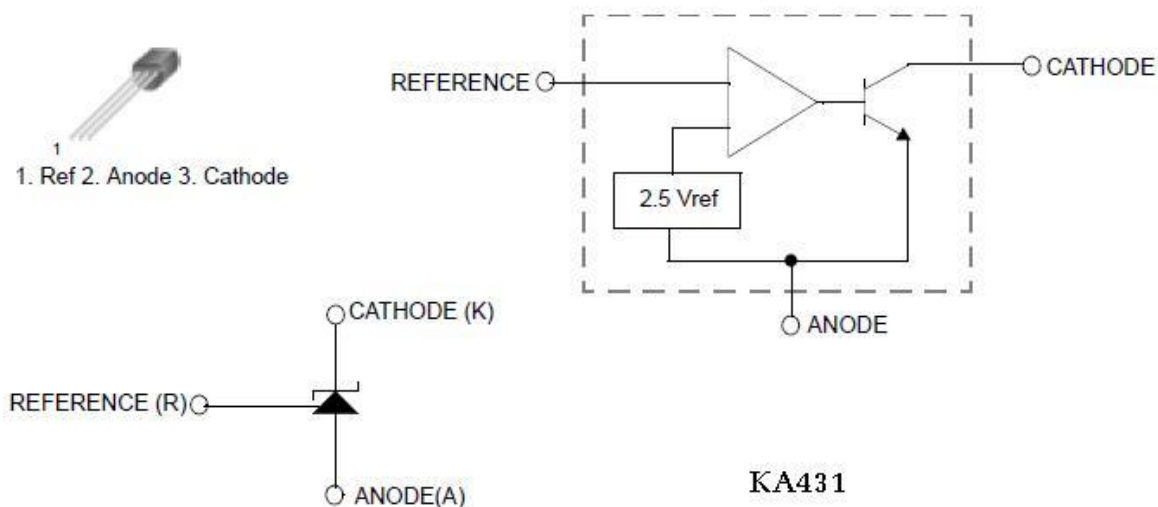 REFERENCE
CATHODE
1
1. Ref 2. Anode 3. Cathode
2.5 Vref
ANODE
CATHODE (K)
REFERENCE (R)
ANODE(A)
KA431